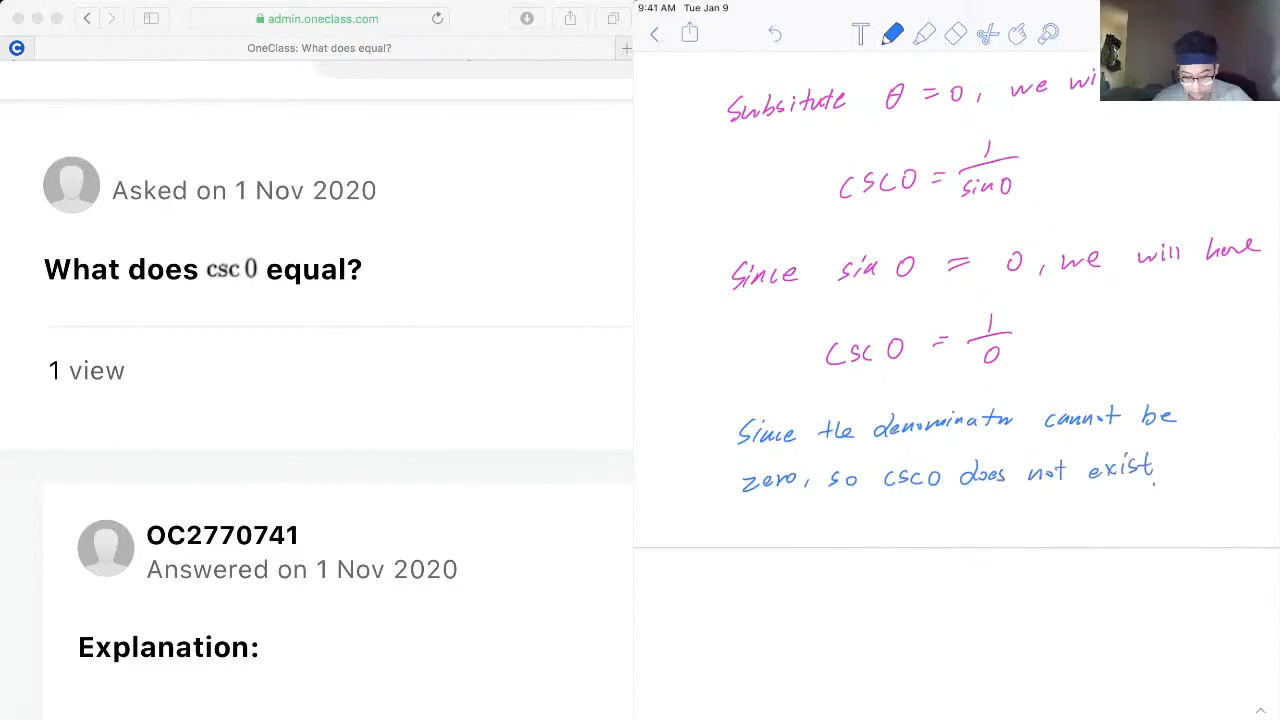 admin.oneclass.com
OneClass: What does equal?
Asked on 1 Nov 2020
What does csc 0 equal?
1 view
OC2770741
Answered on 1 Nov 2020
Explanation:
9:41 AM Tue Jan 9
T
Subsitute θ = 0, we wi
csc 0 = 1/sin 0
Since sin 0 = 0, we will have
csc 0 = 1/0
Since the denominator cannot be
zero, so csc 0 does not exist.